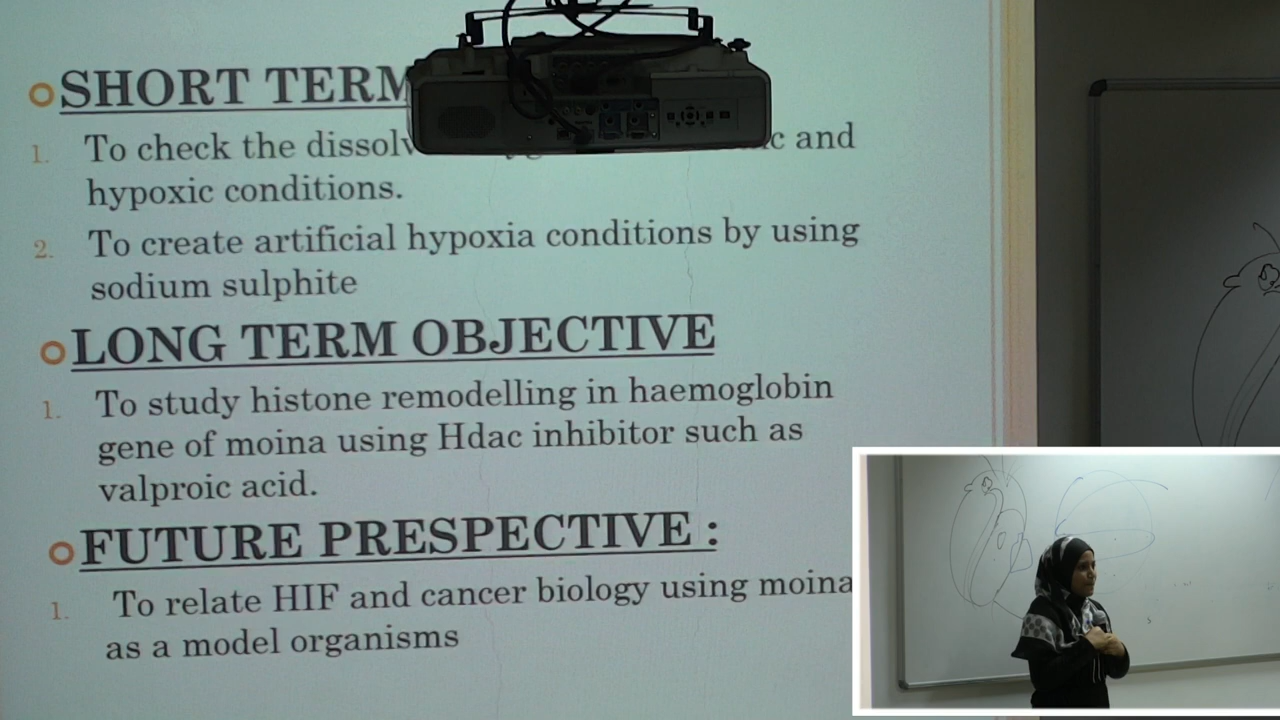 SHORT TERM
1. To check the and
hypoxic conditions.
2. To create artificial hypoxia conditions by using
sodium sulphite
LONG TERM OBJECTIVE
1. To study histone remodelling in haemoglobin
gene of moina using Hdac inhibitor such as
valproic acid.
FUTURE PRESPECTIVE :
1. To relate HIF and cancer biology using moina
as a model organisms